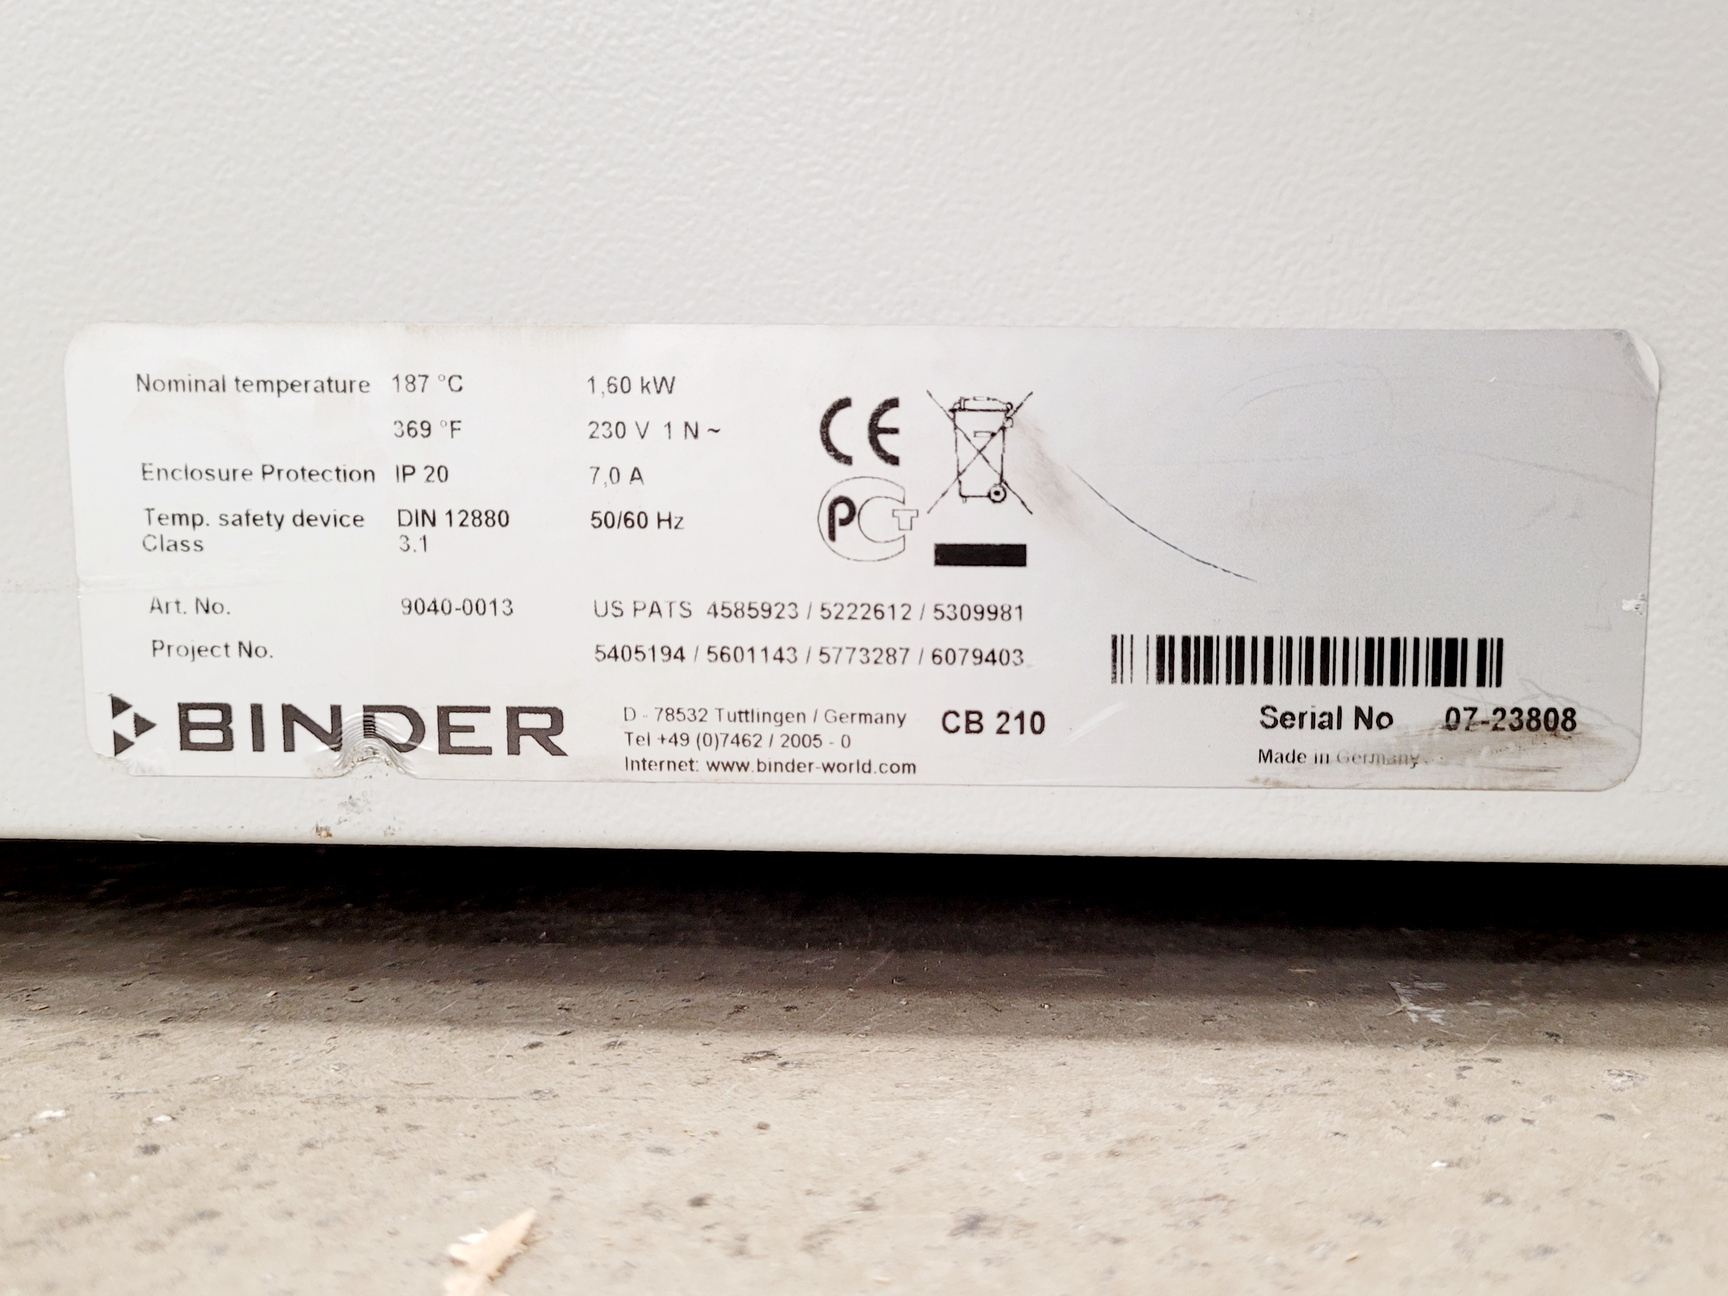 Nominal temperature 187 °C 1,60 kW
369 °F 230 V 1 N ~
Enclosure Protection IP 20 7,0 A
Temp. safety device DIN 12880 50/60 Hz
Class 3.1
CE
PCT
Art. No. 9040-0013 US PATS 4585923 / 5222612 / 5309981
Project No. 5405194 / 5601143 / 5773287 / 6079403
BINDER
D - 78532 Tuttlingen / Germany
Tel +49 (0)7462 / 2005 - 0
Internet: www.binder-world.com
CB 210
Serial No 07-23808
Made in Germany